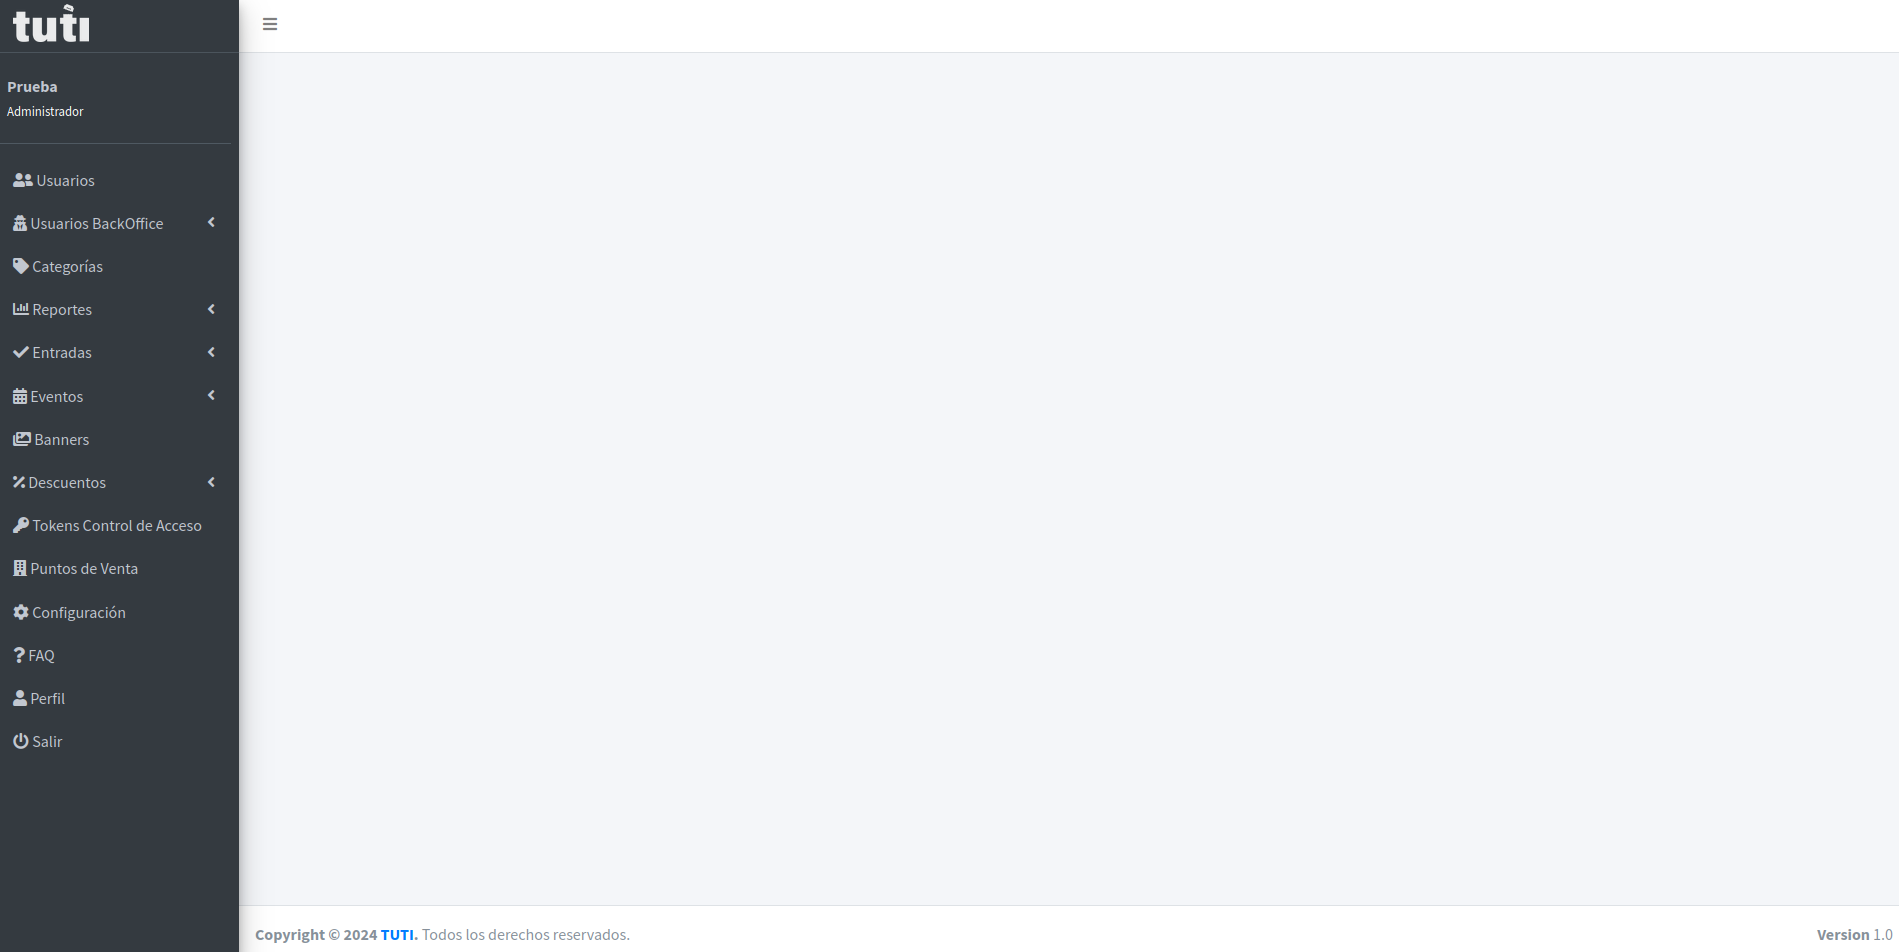 tuti
Prueba
Administrador
Usuarios
Usuarios BackOffice
Categorías
Reportes
Entradas
Eventos
Banners
Descuentos
Tokens Control de Acceso
Puntos de Venta
Configuración
FAQ
Perfil
Salir
Copyright © 2024 TUTI. Todos los derechos reservados.
Version 1.0